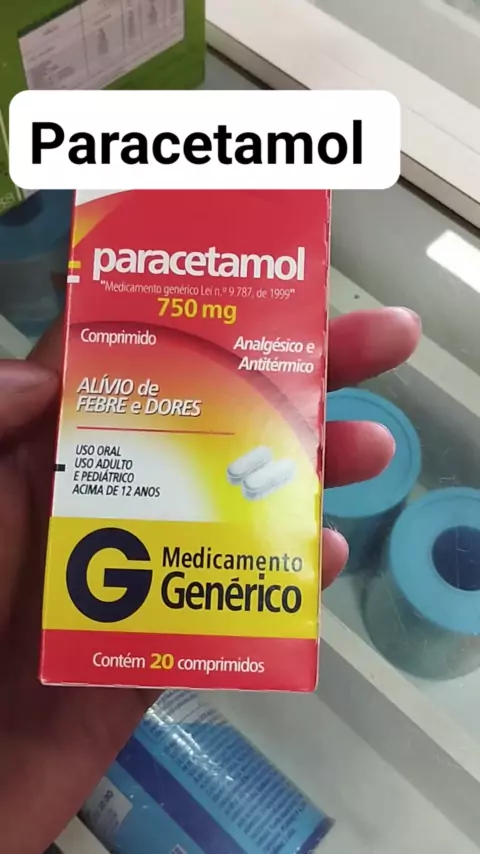 Paracetamol
paracetamol
"Medicamento genérico Lei n.º 9.787, de 1999"
750 mg
Comprimido
Analgésico e
Antitérmico
ALÍVIO de
FEBRE e DORES
USO ORAL
USO ADULTO
E PEDIÁTRICO
ACIMA DE 12 ANOS
G Medicamento
Genérico
Contém 20 comprimidos